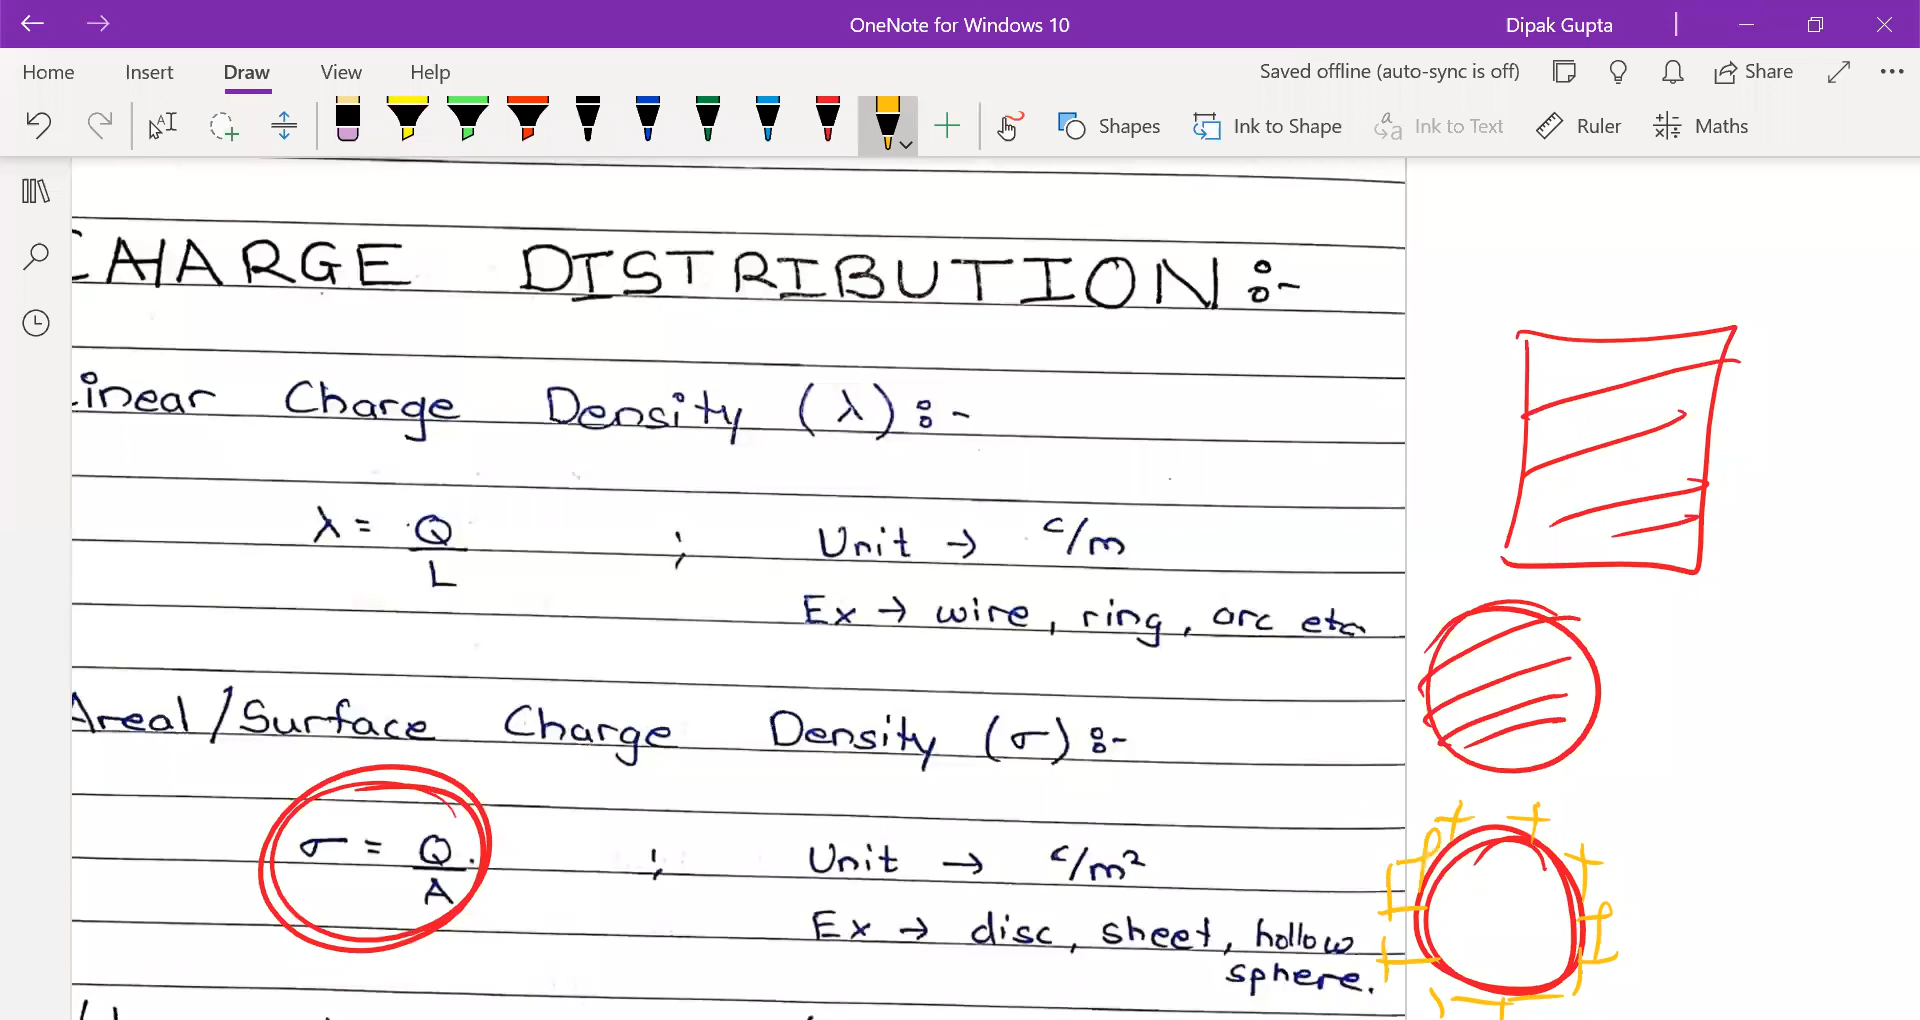 OneNote for Windows 10
Dipak Gupta
Home Insert Draw View Help
Saved offline (auto-sync is off) Share
Shapes Ink to Shape Ink to Text Ruler Maths
CHARGE DISTRIBUTION:-
Linear Charge Density (λ):-
λ = Q/L ; Unit → C/m
Ex → wire, ring, arc etc
Areal/Surface Charge Density (σ):-
σ = Q/A ; Unit → C/m²
Ex → disc, sheet, hollow
sphere.